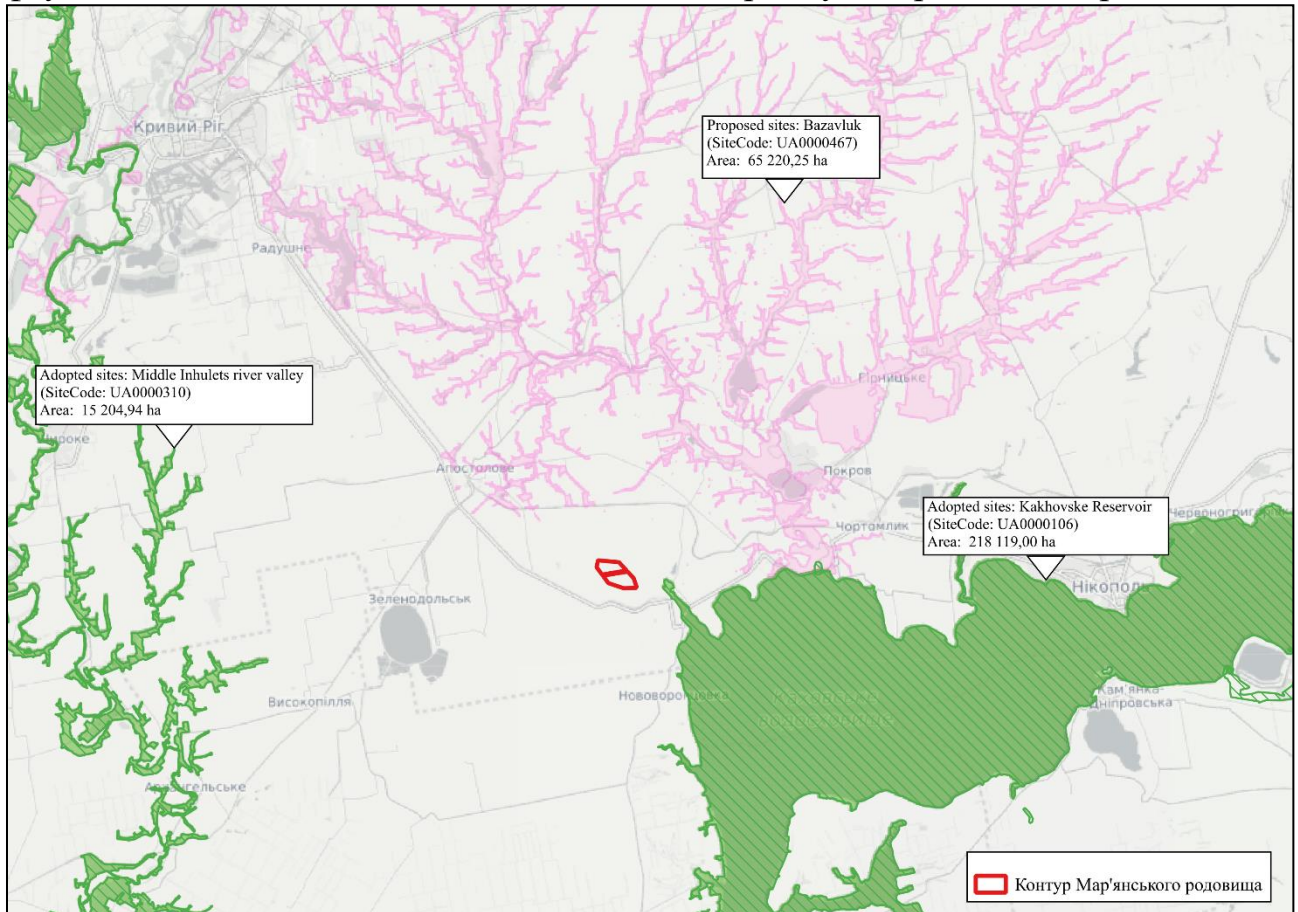 Кривий Ріг
Proposed sites: Bazavluk
(SiteCode: UA0000467)
Area: 65 220,25 ha
Радушне
Adopted sites: Middle Inhulets river valley
(SiteCode: UA0000310)
Area: 15 204,94 ha
Гірницьке
Апостолове
Покров
Чортомлик
Adopted sites: Kakhovske Reservoir
(SiteCode: UA0000106)
Area: 218 119,00 ha
Нікополь
Зеленодольськ
Високопілля
Нововоронцовка
Кам'янка-
Дніпровська
Архангельське
Контур Мар'янського родовища